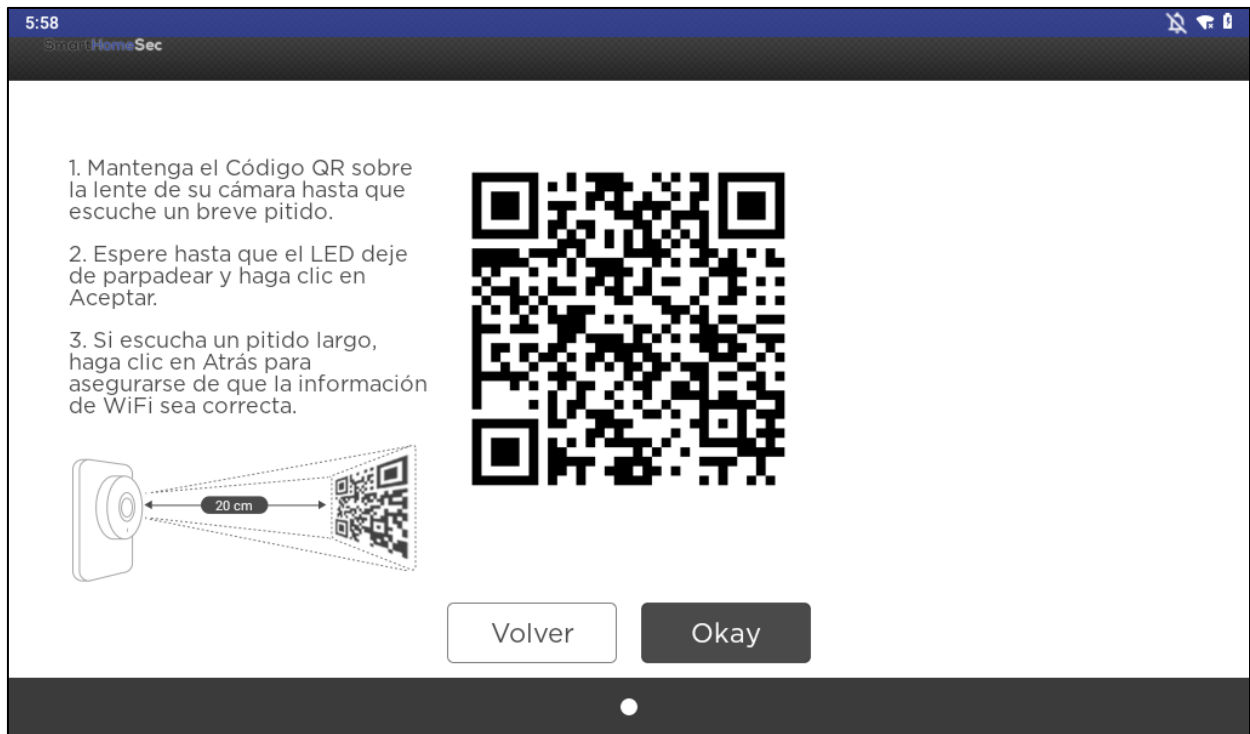 5:58
SmartHomeSec
1. Mantenga el Código QR sobre
la lente de su cámara hasta que
escuche un breve pitido.
2. Espere hasta que el LED deje
de parpadear y haga clic en
Aceptar.
3. Si escucha un pitido largo,
haga clic en Atrás para
asegurarse de que la información
de WiFi sea correcta.
20 cm
Volver
Okay